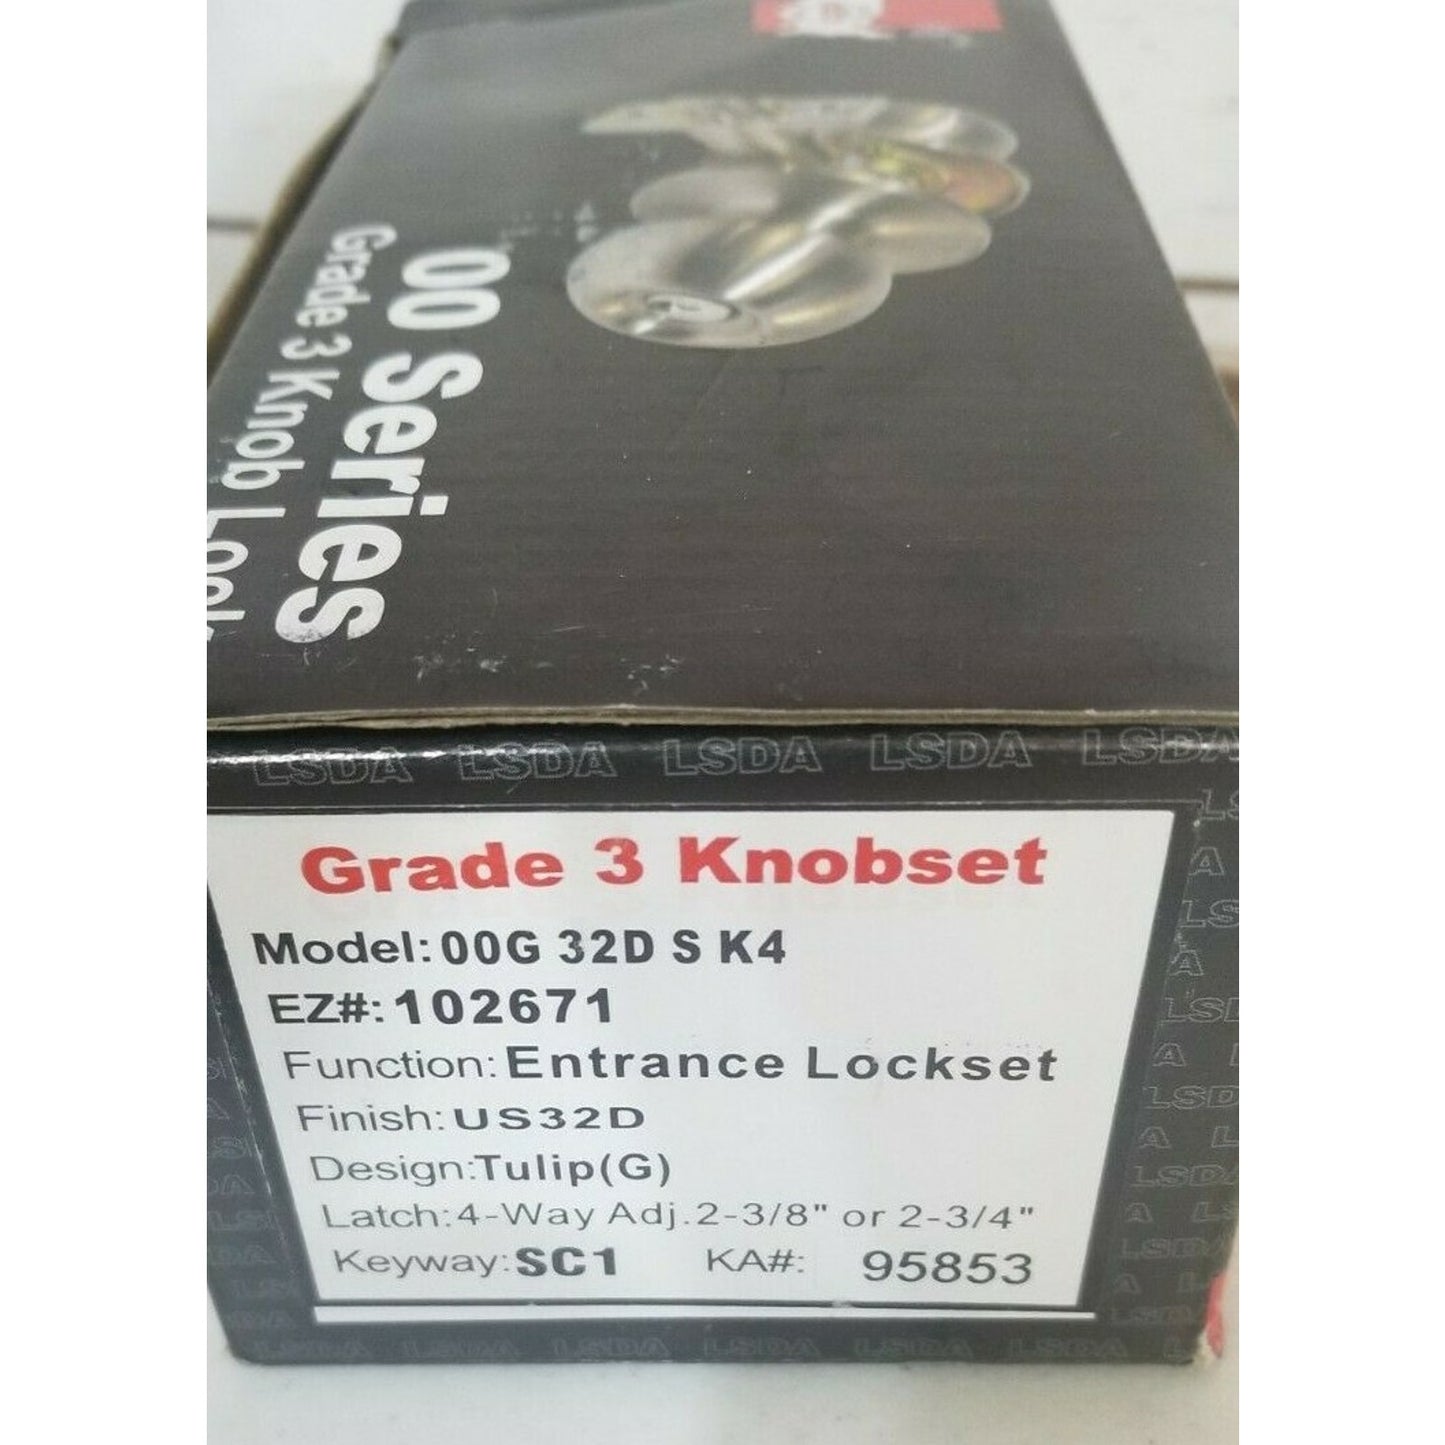 00 Series
Grade 3 Knob Lock
LSDA LSDA LSDA LSDA LSDA
Grade 3 Knobset
Model: 00G 32D S K4
EZ#: 102671
Function: Entrance Lockset
Finish: US32D
Design: Tulip(G)
Latch: 4-Way Adj. 2-3/8" or 2-3/4"
Keyway: SC1 KA#: 95853